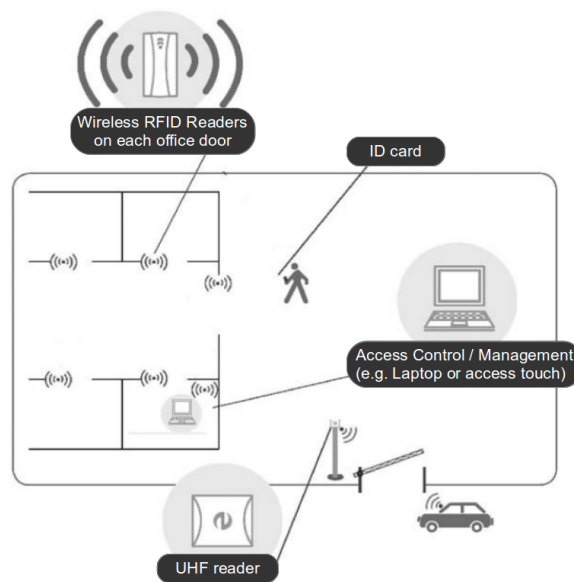 Wireless RFID Readers
on each office door
ID card
Access Control / Management
(e.g. Laptop or access touch)
UHF reader